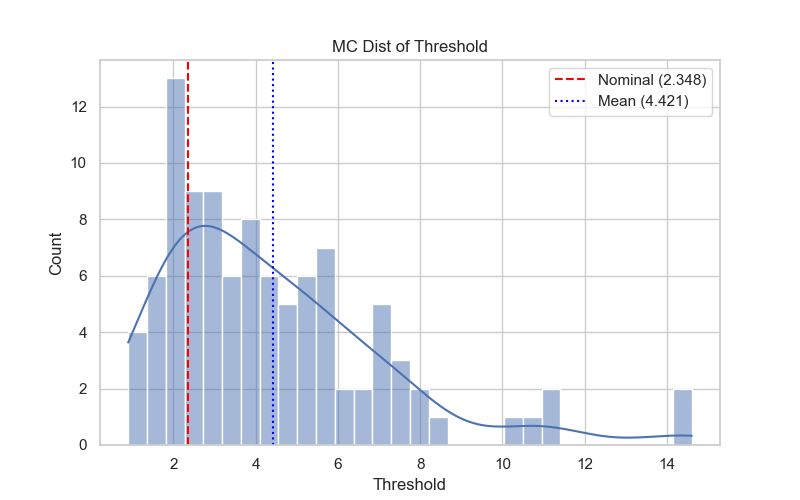 MC Dist of Threshold
Nominal (2.348)
Mean (4.421)
Count
12
10
8
6
4
2
0
2 4 6 8 10 12 14
Threshold